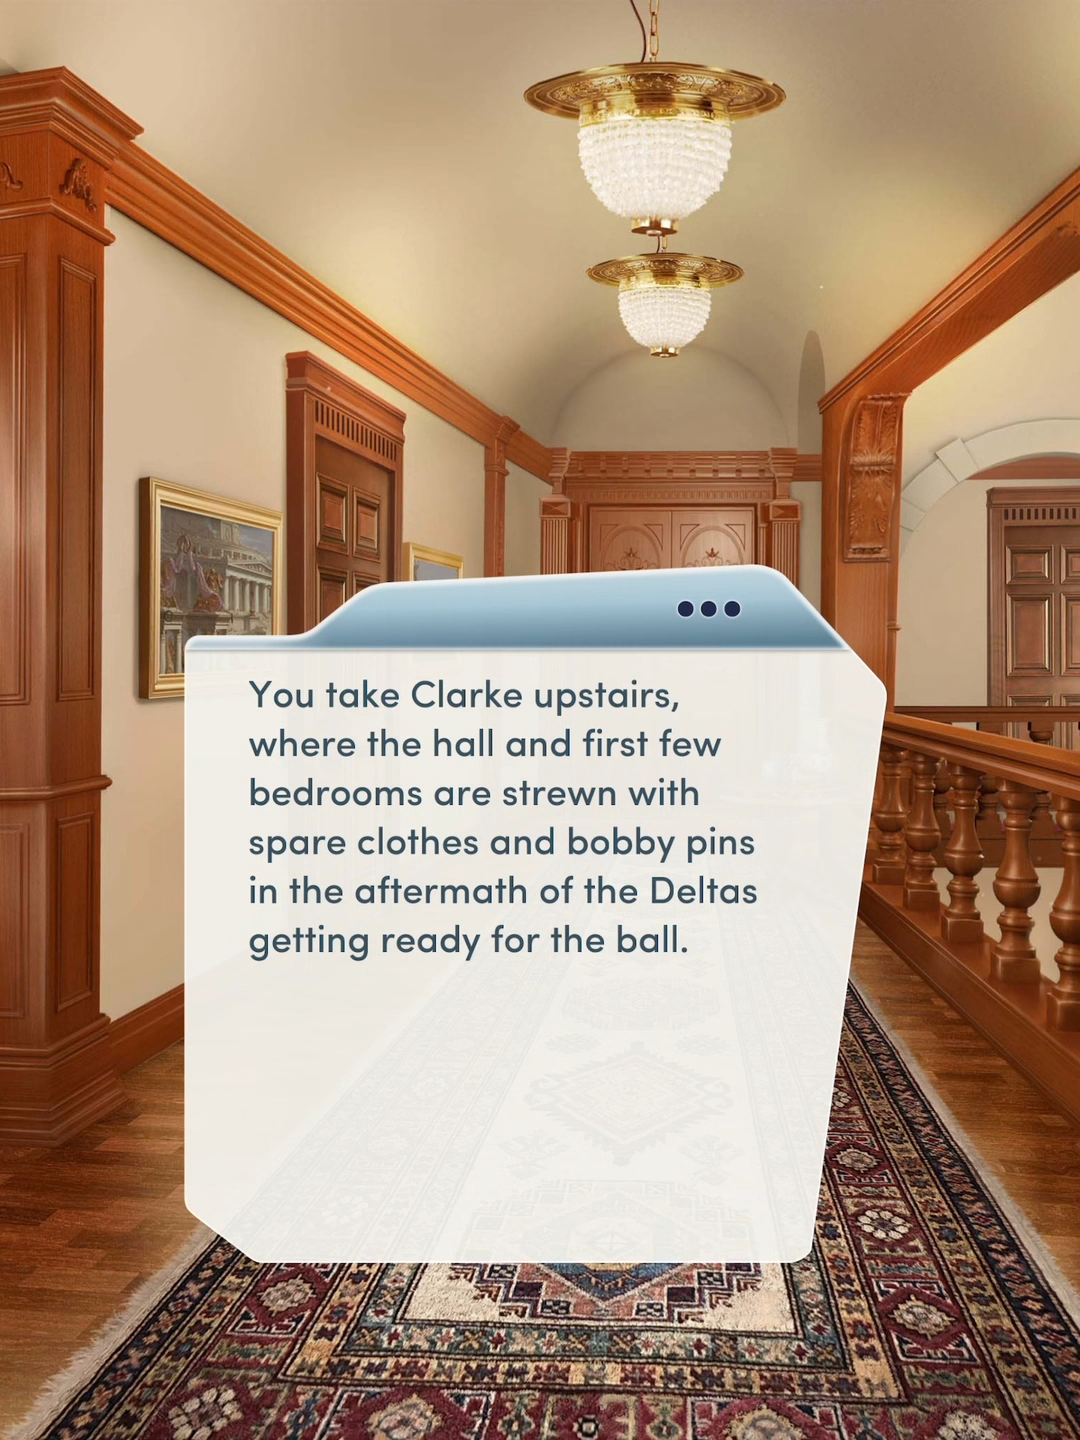 You take Clarke upstairs,
where the hall and first few
bedrooms are strewn with
spare clothes and bobby pins
in the aftermath of the Deltas
getting ready for the ball.